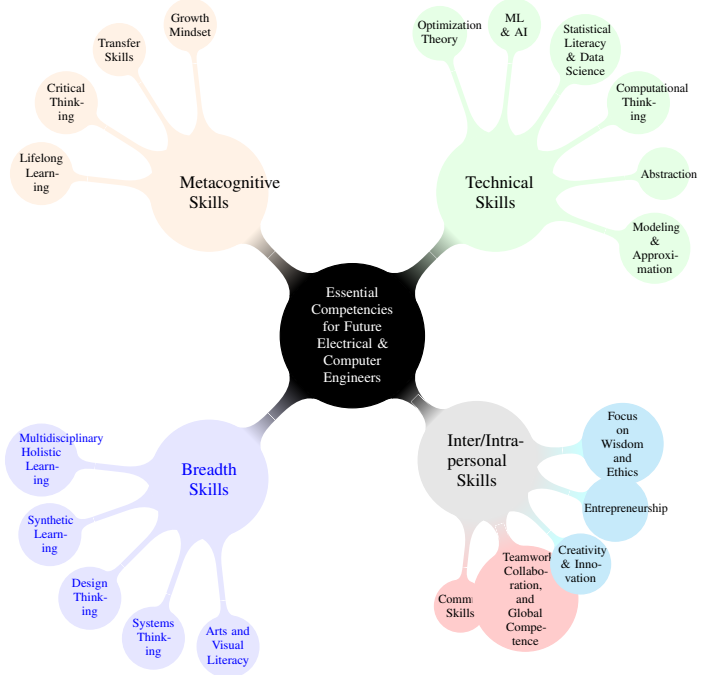 Growth
Mindset
Transfer
Skills
Critical
Think-
ing
Lifelong
Learn-
ing
Metacognitive
Skills
Optimization
Theory
ML
& AI
Statistical
Literacy
& Data
Science
Computational
Think-
ing
Abstraction
Modeling
&
Approxi-
mation
Technical
Skills
Essential
Competencies
for Future
Electrical &
Computer
Engineers
Multidisciplinary
Holistic
Learn-
ing
Synthetic
Learn-
ing
Design
Think-
ing
Systems
Think-
ing
Arts and
Visual
Literacy
Breadth
Skills
Inter/Intra-
personal
Skills
Focus
on
Wisdom
and
Ethics
Entrepreneurship
Creativity
& Inno-
vation
Teamwork
Collabo-
ration,
and
Global
Compe-
tence
Comm
Skills